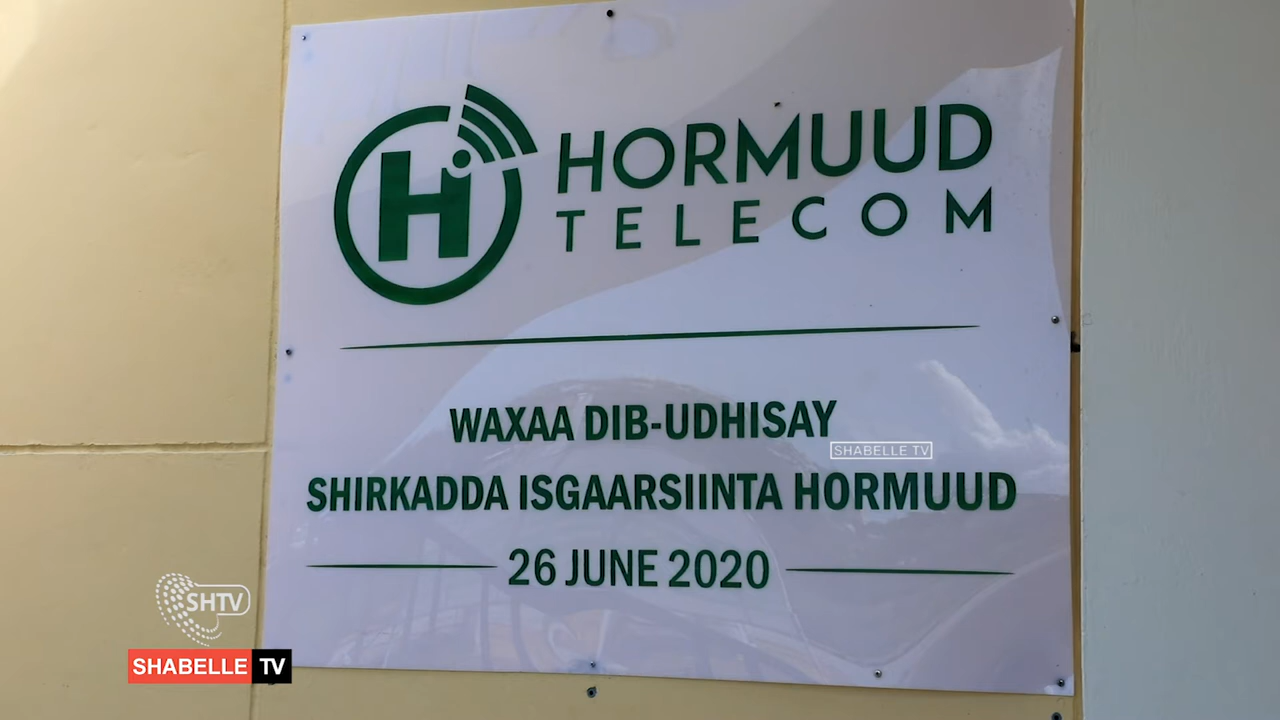 H
HORMUUD
TELECOM
WAXAA DIB-UDHISAY
SHABELLE TV
SHIRKADDA ISGAARSIINTA HORMUUD
26 JUNE 2020
SHTV
SHABELLE TV